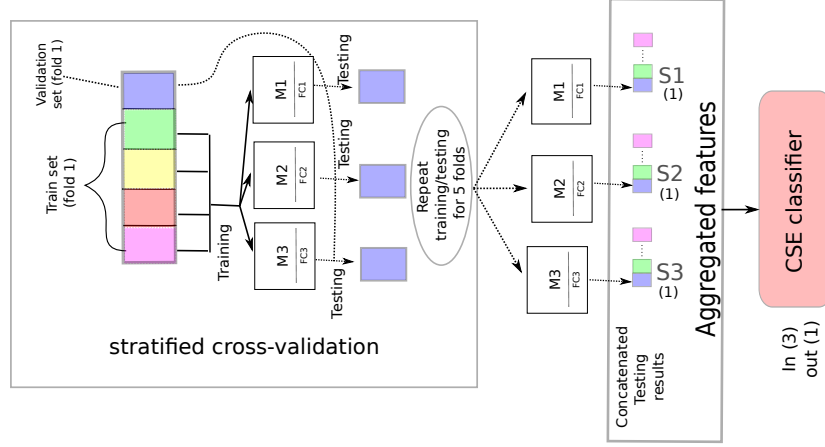 Validation
set (fold 1)
Train set
(fold 1)
Training
M1
FC1
M2
FC2
M3
FC3
Testing
Testing
Testing
stratified cross-validation
Repeat
training/testing
for 5 folds
M1
FC1
M2
FC2
M3
FC3
S1
(1)
S2
(1)
S3
(1)
Concatenated
Testing
results
Aggregated features
CSE classifier
In (3)
out (1)